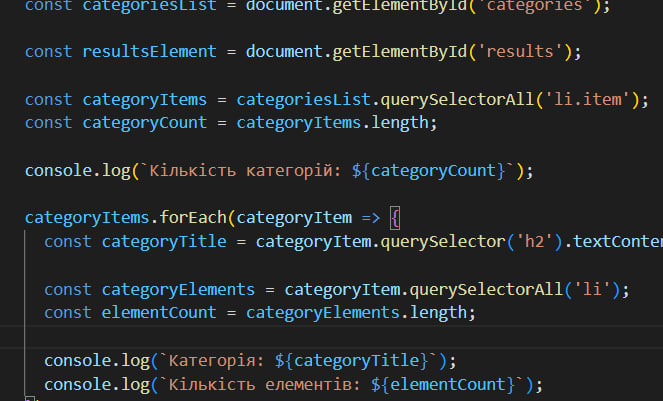 const categoriesList = document.getElementById('categories');
const resultsElement = document.getElementById('results');
const categoryItems = categoriesList.querySelectorAll('li.item');
const categoryCount = categoryItems.length;
console.log(`Кількість категорій: ${categoryCount}`);
categoryItems.forEach(categoryItem => {
const categoryTitle = categoryItem.querySelector('h2').textConten
const categoryElements = categoryItem.querySelectorAll('li');
const elementCount = categoryElements.length;
console.log(`Категорія: ${categoryTitle}`);
console.log(`Кількість елементів: ${elementCount}`);